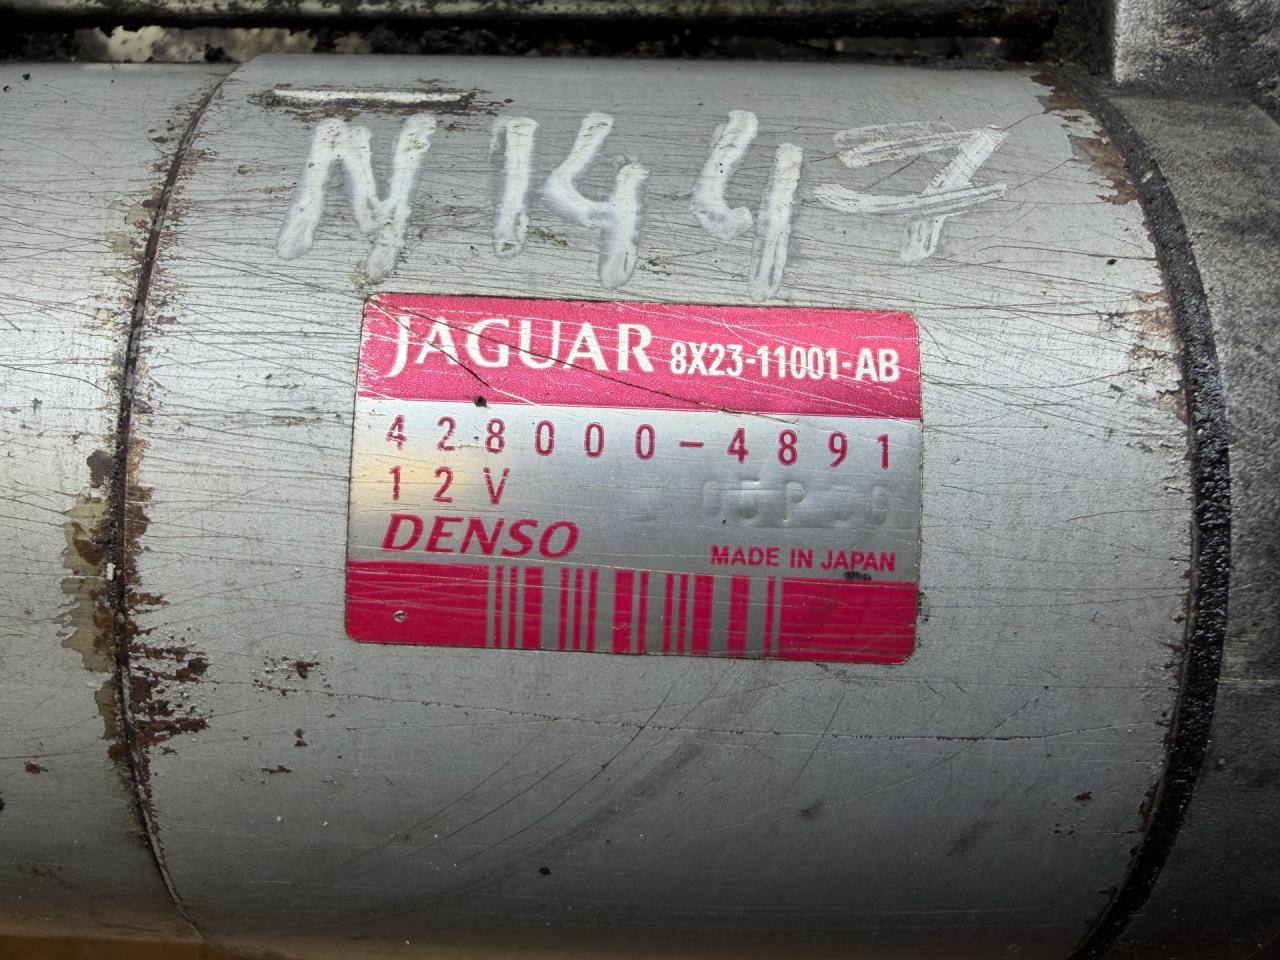 N1447
JAGUAR 8X23-11001-AB
428000-4891
12V
DENSO MADE IN JAPAN